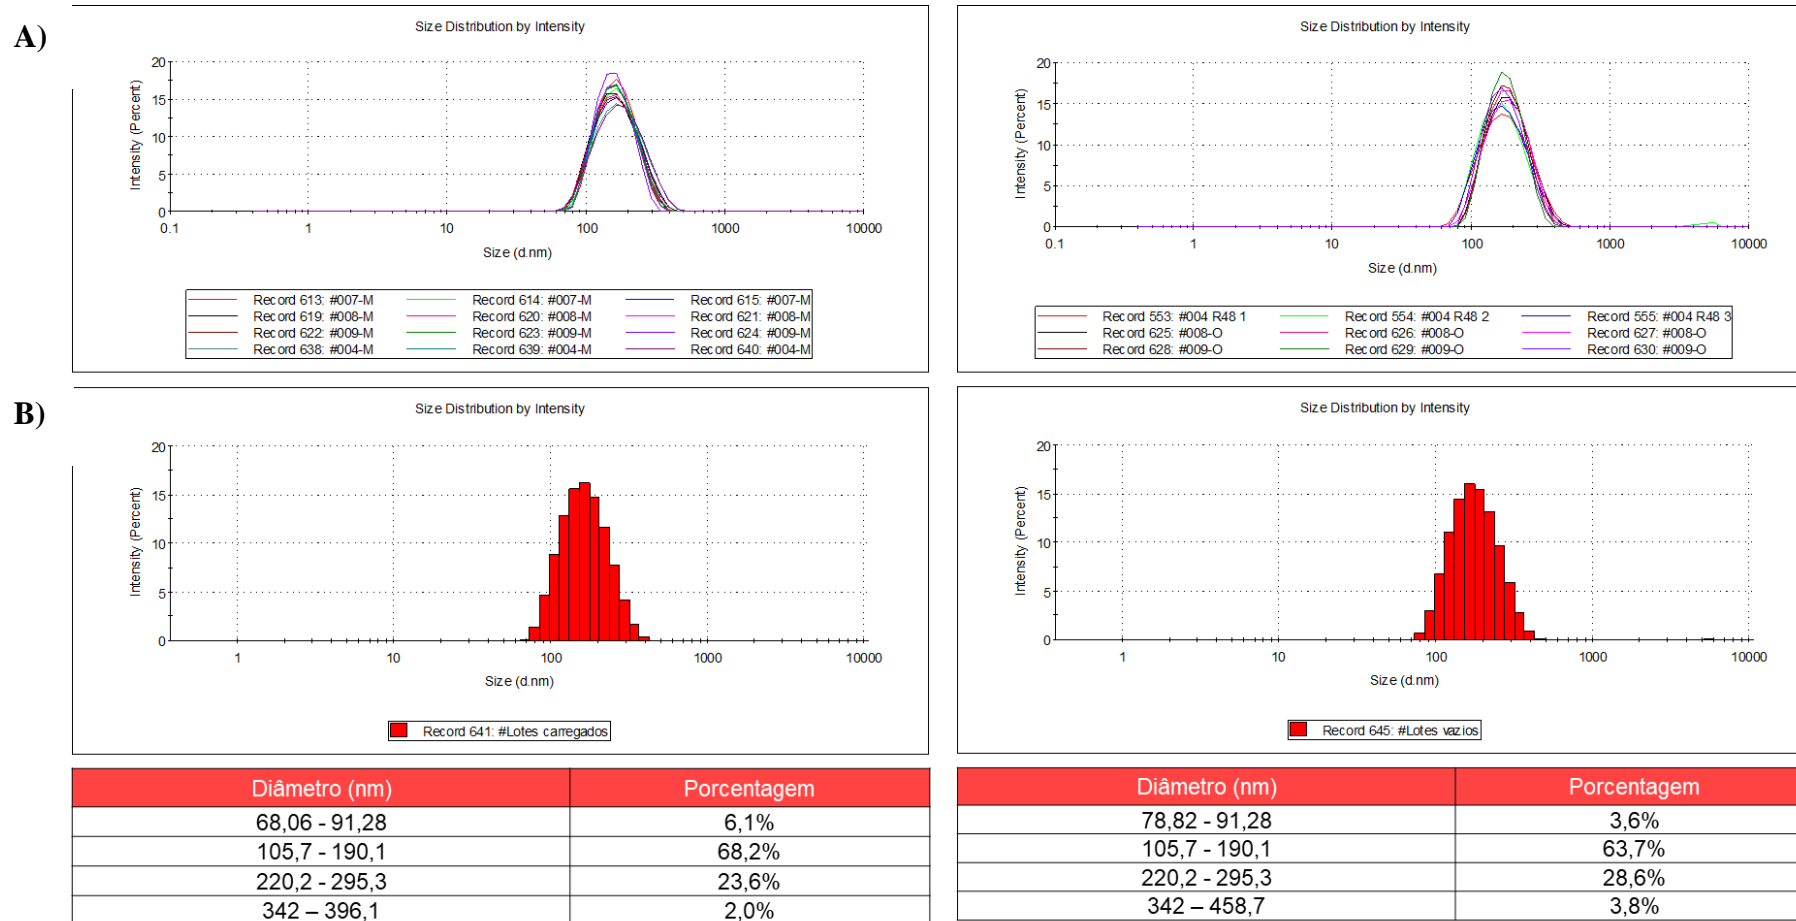 A)
Size Distribution by Intensity
Intensity (Percent)
20
15
10
5
0
0.1 1 10 100 1000 10000
Size (d.nm)
Record 613: #007-M Record 614: #007-M Record 615: #007-M
Record 619: #008-M Record 620: #008-M Record 621: #008-M
Record 622: #009-M Record 623: #009-M Record 624: #009-M
Record 638: #004-M Record 639: #004-M Record 640: #004-M
Size Distribution by Intensity
Intensity (Percent)
20
15
10
5
0
0.1 1 10 100 1000 10000
Size (d.nm)
Record 553: #004 R48 1 Record 554: #004 R48 2 Record 555: #004 R48 3
Record 625: #008-O Record 626: #008-O Record 627: #008-O
Record 628: #009-O Record 629: #009-O Record 630: #009-O
B)
Size Distribution by Intensity
Intensity (Percent)
20
15
10
5
0
1 10 100 1000 10000
Size (d.nm)
Record 641: #Lotes carregados
Size Distribution by Intensity
Intensity (Percent)
20
15
10
5
0
1 10 100 1000 10000
Size (d.nm)
Record 645: #Lotes vazios
Diâmetro (nm) Porcentagem
68,06 - 91,28 6,1%
105,7 - 190,1 68,2%
220,2 - 295,3 23,6%
342 – 396,1 2,0%
Diâmetro (nm) Porcentagem
78,82 - 91,28 3,6%
105,7 - 190,1 63,7%
220,2 - 295,3 28,6%
342 – 458,7 3,8%